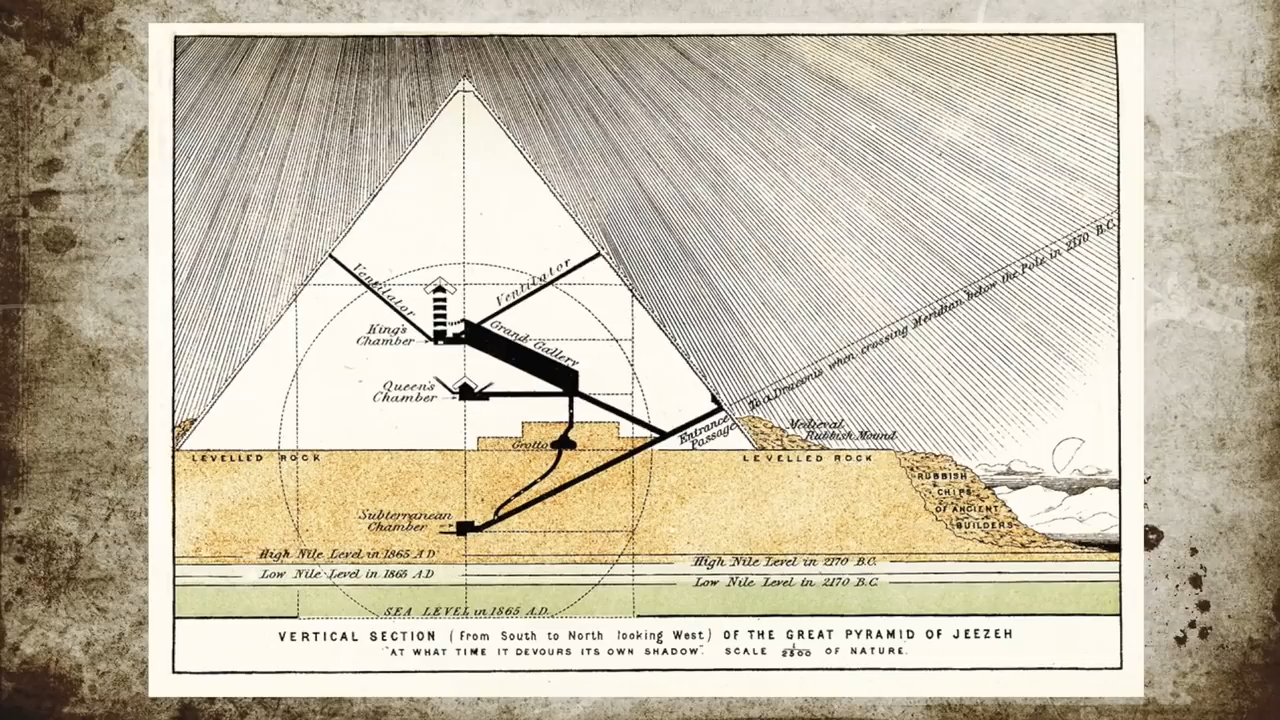 To α Draconis when crossing Meridian below the Pole in 2170 B.C.
Ventilator
Ventilator
King's
Chamber
Grand Gallery
Queen's
Chamber
Entrance
Passage
Medieval
Rubbish Mound
Grotto
LEVELLED ROCK
LEVELLED ROCK
RUBBISH
CHIPS
OF ANCIENT
BUILDERS
Subterranean
Chamber
High Nile Level in 1865 A.D
High Nile Level in 2170 B.C.
Low Nile Level in 1865 A.D
Low Nile Level in 2170 B.C.
SEA LEVEL in 1865 A.D.
VERTICAL SECTION (from South to North looking West) OF THE GREAT PYRAMID OF JEEZEH
"AT WHAT TIME IT DEVOURS ITS OWN SHADOW". SCALE 1/2500 OF NATURE.